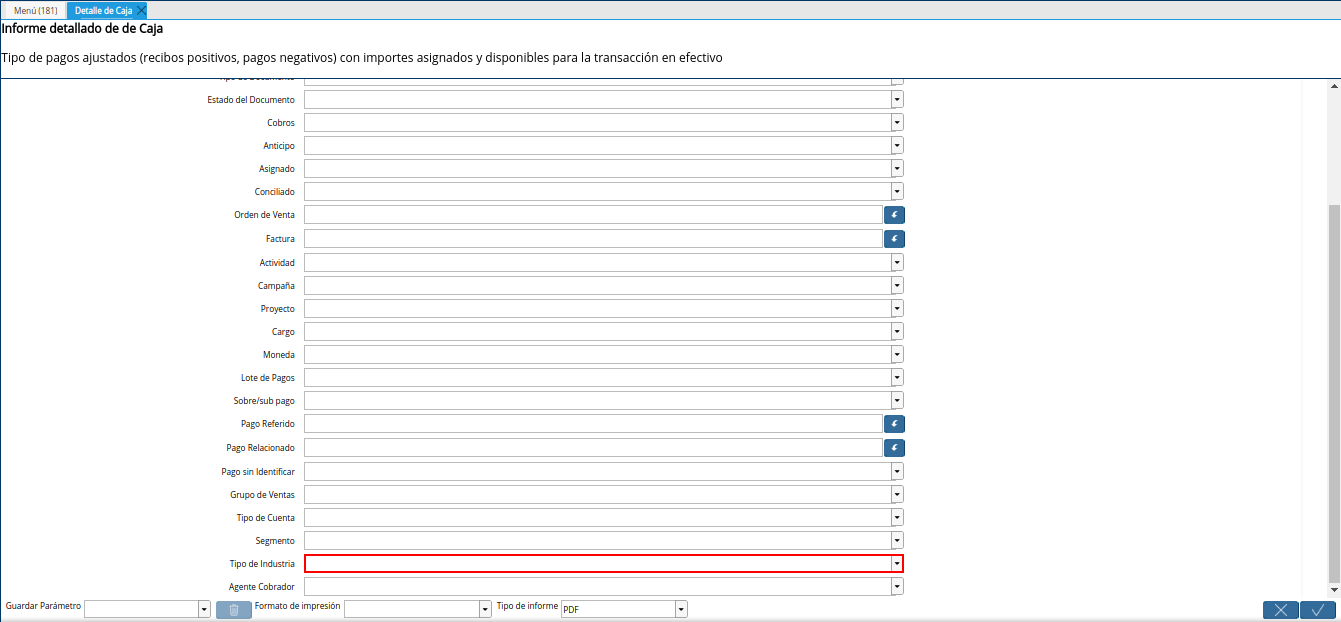 Menú (181)
Detalle de Caja
Informe detallado de de Caja
Tipo de pagos ajustados (recibos positivos, pagos negativos) con importes asignados y disponibles para la transacción en efectivo
Estado del Documento
Cobros
Anticipo
Asignado
Conciliado
Orden de Venta
Factura
Actividad
Campaña
Proyecto
Cargo
Moneda
Lote de Pagos
Sobre/sub pago
Pago Referido
Pago Relacionado
Pago sin Identificar
Grupo de Ventas
Tipo de Cuenta
Segmento
Tipo de Industria
Agente Cobrador
Guardar Parámetro
Formato de impresión
Tipo de informe
PDF